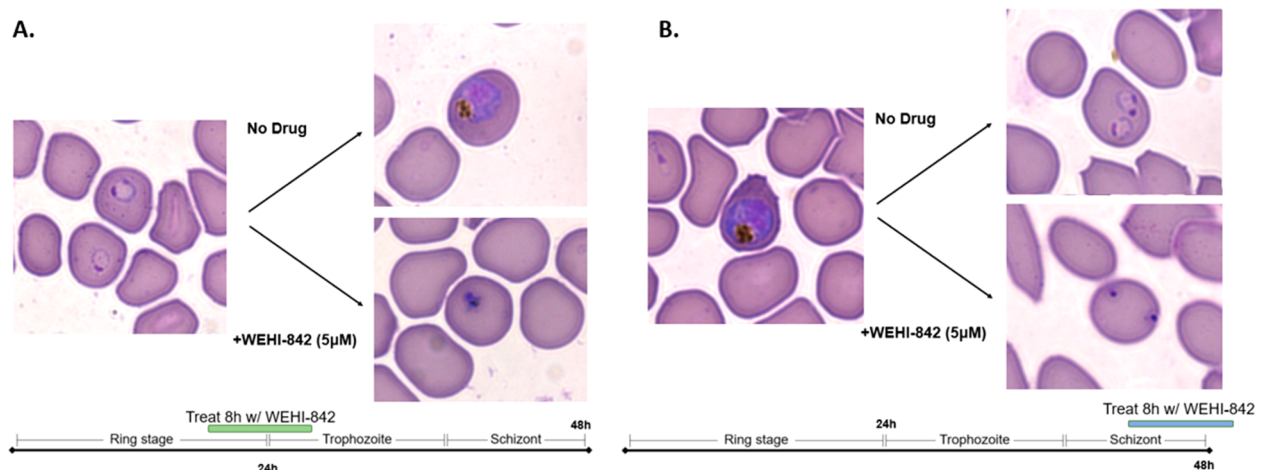 A.
B.
No Drug
+WEHI-842 (5µM)
No Drug
+WEHI-842 (5µM)
Treat 8h w/ WEHI-842
48h
Ring stage
Trophozoite
Schizont
24h
Treat 8h w/ WEHI-842
24h
Ring stage
Trophozoite
Schizont
48h